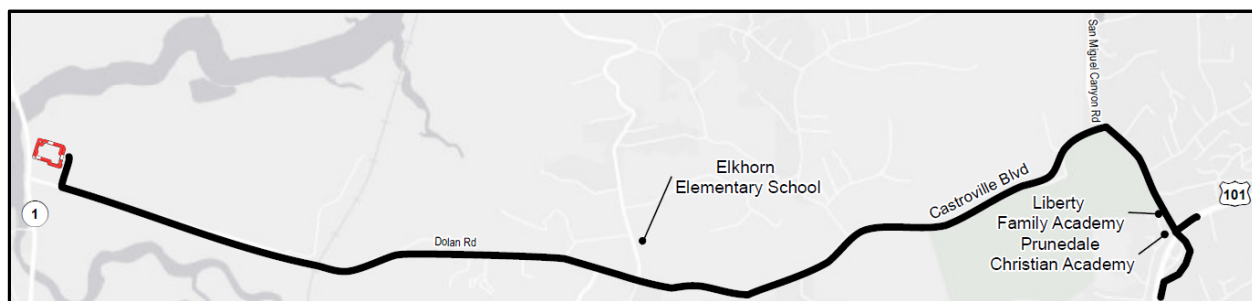 San Miguel Canyon Rd
Elkhorn
Elementary School
Castroville Blvd
101
Liberty
Family Academy
Prunedale
Christian Academy
1
Dolan Rd